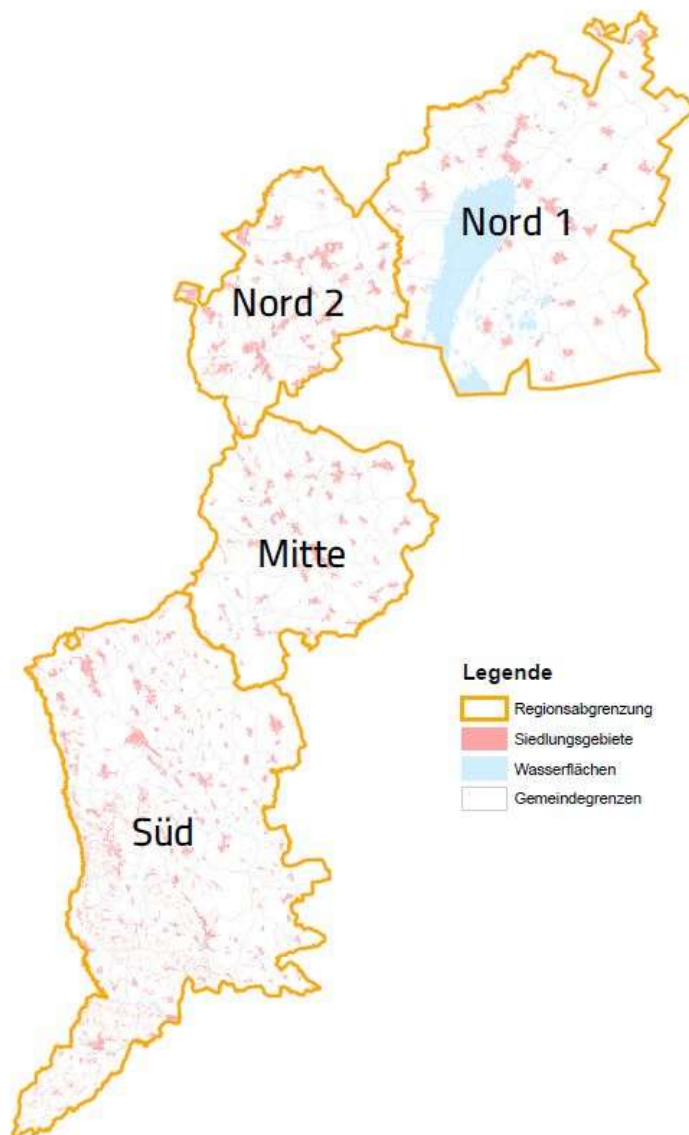 Nord 1
Nord 2
Mitte
Süd
Legende
Regionsabgrenzung
Siedlungsgebiete
Wasserflächen
Gemeindegrenzen